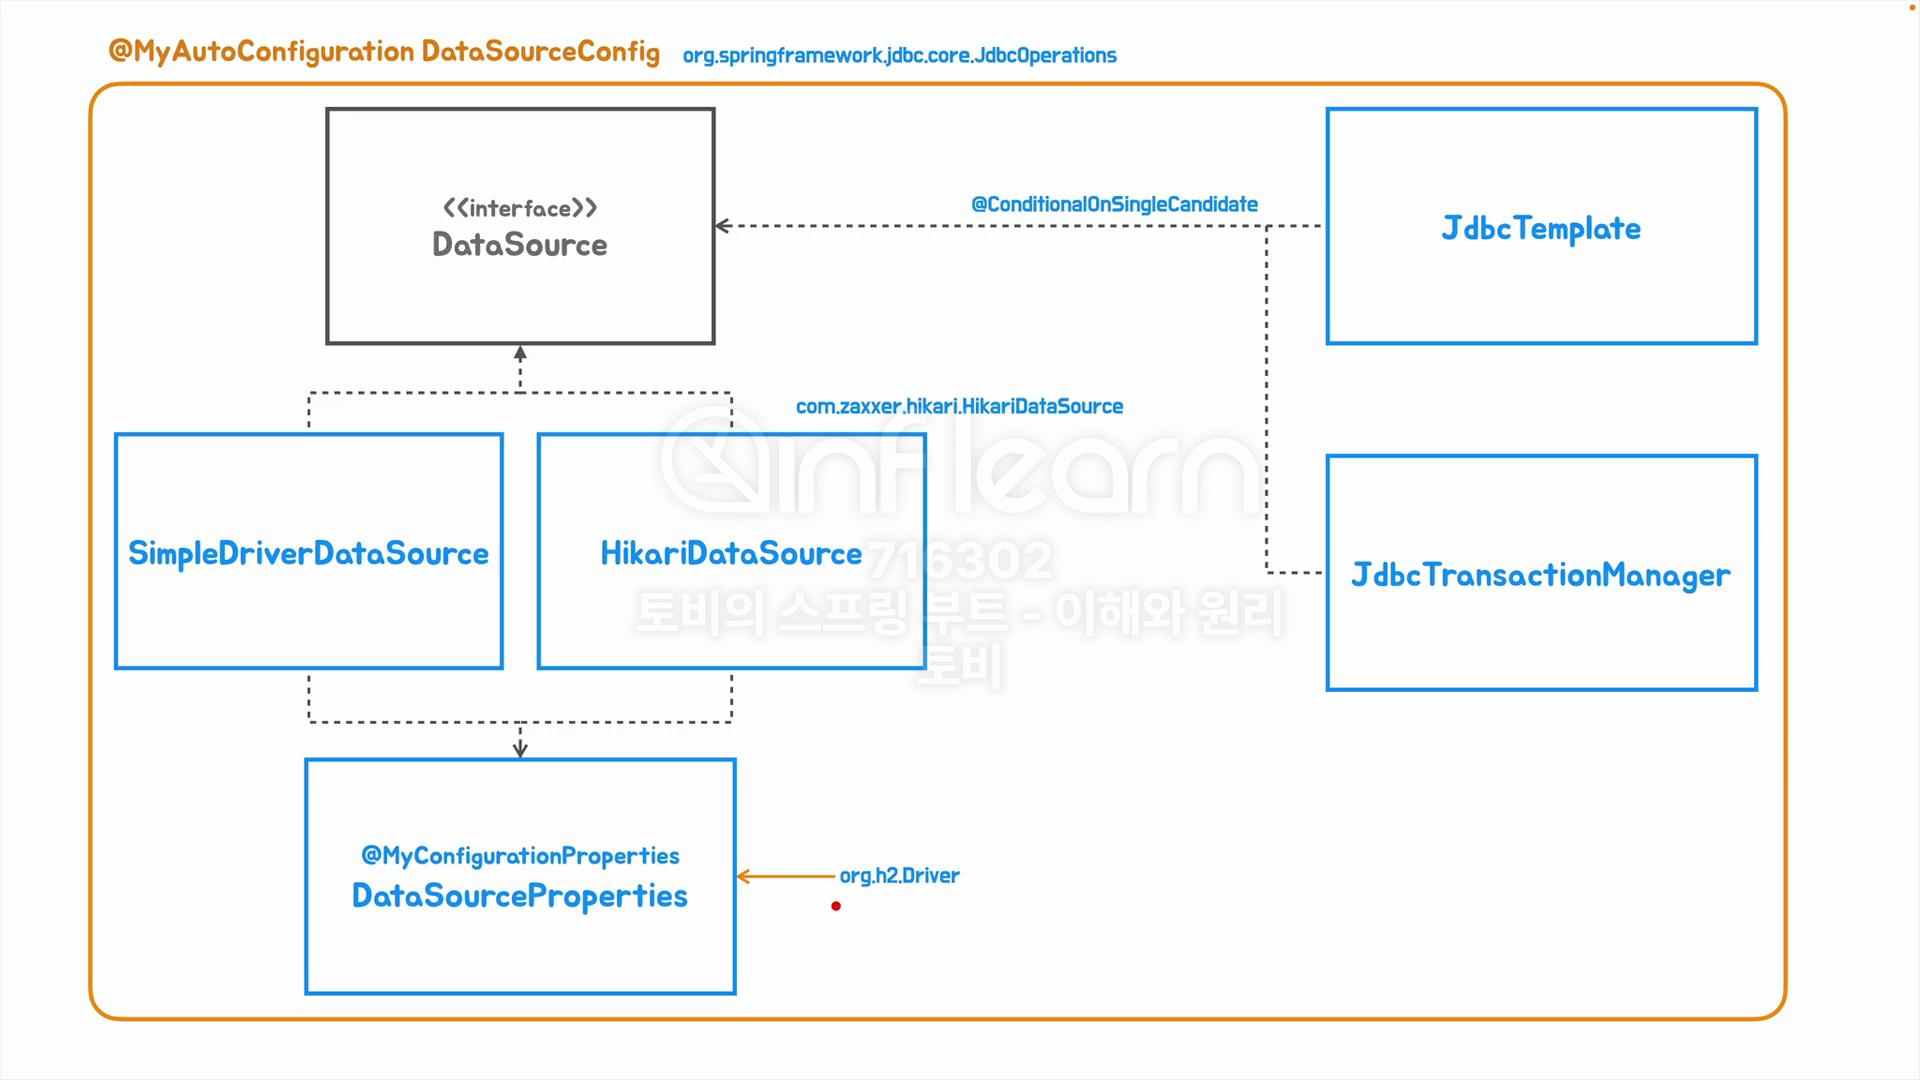 @MyAutoConfiguration DataSourceConfig org.springframework.jdbc.core.JdbcOperations
<<interface>>
DataSource
@ConditionalOnSingleCandidate
JdbcTemplate
com.zaxxer.hikari.HikariDataSource
inflearn
SimpleDriverDataSource
HikariDataSource
716302
JdbcTransactionManager
토비의 스프링 부트 - 이해와 원리
토비
@MyConfigurationProperties
DataSourceProperties
org.h2.Driver